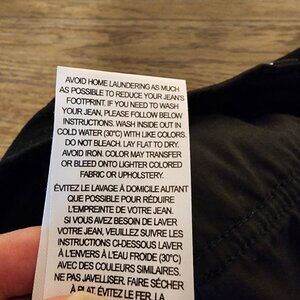 AVOID HOME LAUNDERING AS MUCH
AS POSSIBLE TO REDUCE YOUR JEAN'S
FOOTPRINT. IF YOU NEED TO WASH
YOUR JEAN, PLEASE FOLLOW BELOW
INSTRUCTIONS. WASH INSIDE OUT IN
COLD WATER (30°C) WITH LIKE COLORS.
DO NOT BLEACH. LAY FLAT TO DRY.
AVOID IRON. COLOR MAY TRANSFER
OR BLEED ONTO LIGHTER COLORED
FABRIC OR UPHOLSTERY.
ÉVITEZ LE LAVAGE À DOMICILE AUTANT
QUE POSSIBLE POUR RÉDUIRE
L'EMPREINTE DE VOTRE JEAN.
SI VOUS AVEZ BESOIN DE LAVER
VOTRE JEAN, VEUILLEZ SUIVRE LES
INSTRUCTIONS CI-DESSOUS LAVER
À L'ENVERS À L'EAU FROIDE (30°C)
AVEC DES COULEURS SIMILAIRES.
NE PAS JAVELLISER. FAIRE SÉCHER
À PLAT. ÉVITEZ LE FER. LA